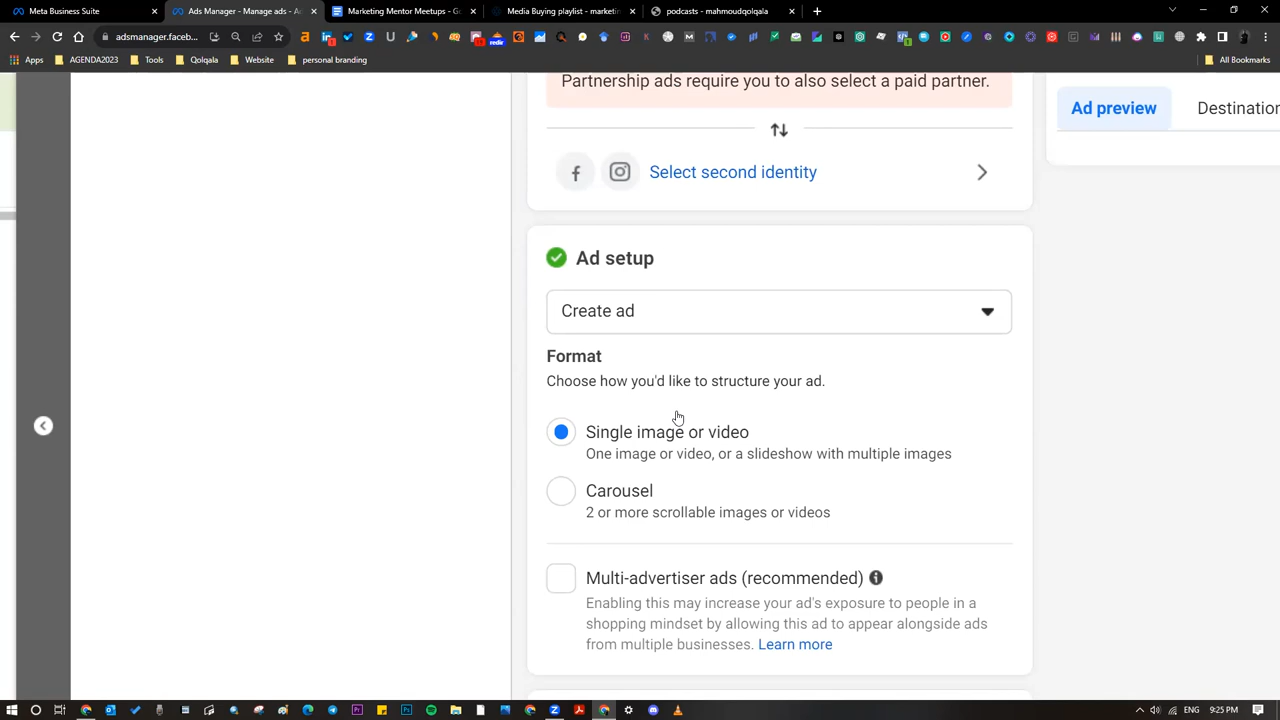 Meta Business Suite
Ads Manager - Manage ads - Ad
Marketing Mentor Meetups - Go
Media Buying playlist - marketin
podcasts - mahmoudqolqala
adsmanager.faceb...
Apps
AGENDA2023
Tools
Qolqala
Website
personal branding
All Bookmarks
Partnership ads require you to also select a paid partner.
Ad preview
Destination
Select second identity
Ad setup
Create ad
Format
Choose how you'd like to structure your ad.
Single image or video
One image or video, or a slideshow with multiple images
Carousel
2 or more scrollable images or videos
Multi-advertiser ads (recommended)
Enabling this may increase your ad's exposure to people in a
shopping mindset by allowing this ad to appear alongside ads
from multiple businesses. Learn more
ENG
9:25 PM